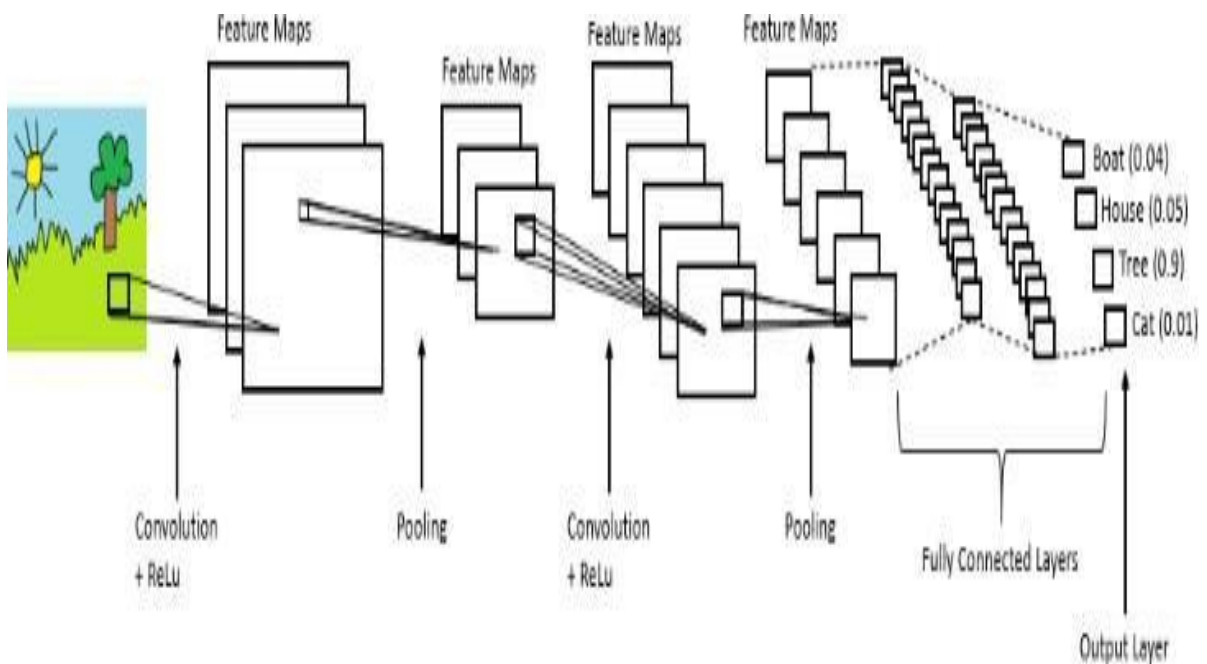 Feature Maps
Feature Maps
Feature Maps
Feature Maps
Boat (0.04)
House (0.05)
Tree (0.9)
Cat (0.01)
Convolution
+ ReLu
Pooling
Convolution
+ ReLu
Pooling
Fully Connected Layers
Output Layer